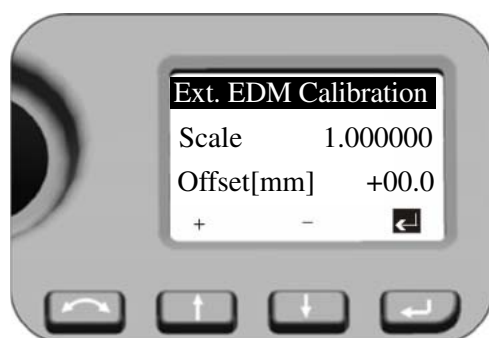 Ext. EDM Calibration
Scale 1.000000
Offset[mm] +00.0
+ -